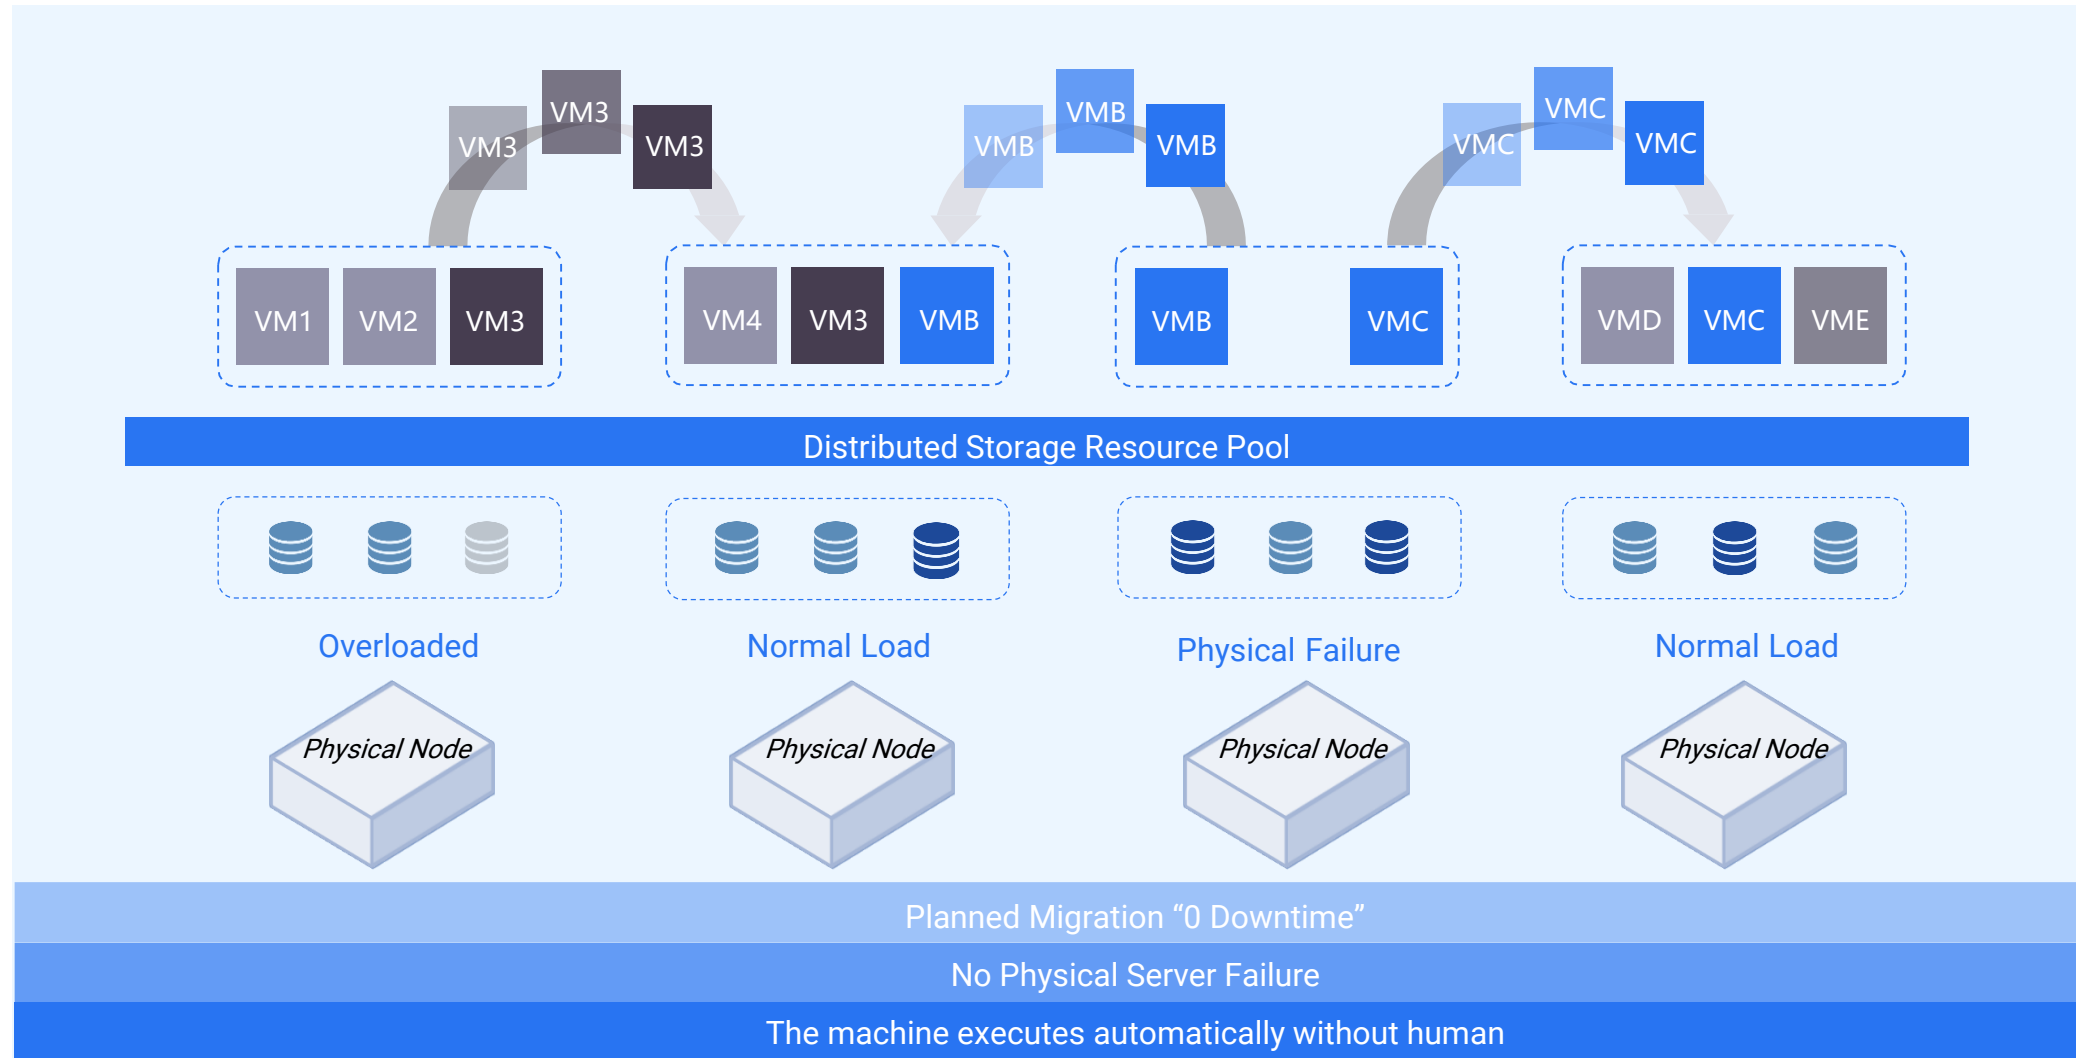 VM3
VM3
VM3
VMB
VMB
VMB
VMC
VMC
VMC
VM1
VM2
VM3
VM4
VM3
VMB
VMB
VMC
VMD
VMC
VME
Distributed Storage Resource Pool
Overloaded
Normal Load
Physical Failure
Normal Load
Physical Node
Physical Node
Physical Node
Physical Node
Planned Migration “0 Downtime”
No Physical Server Failure
The machine executes automatically without human